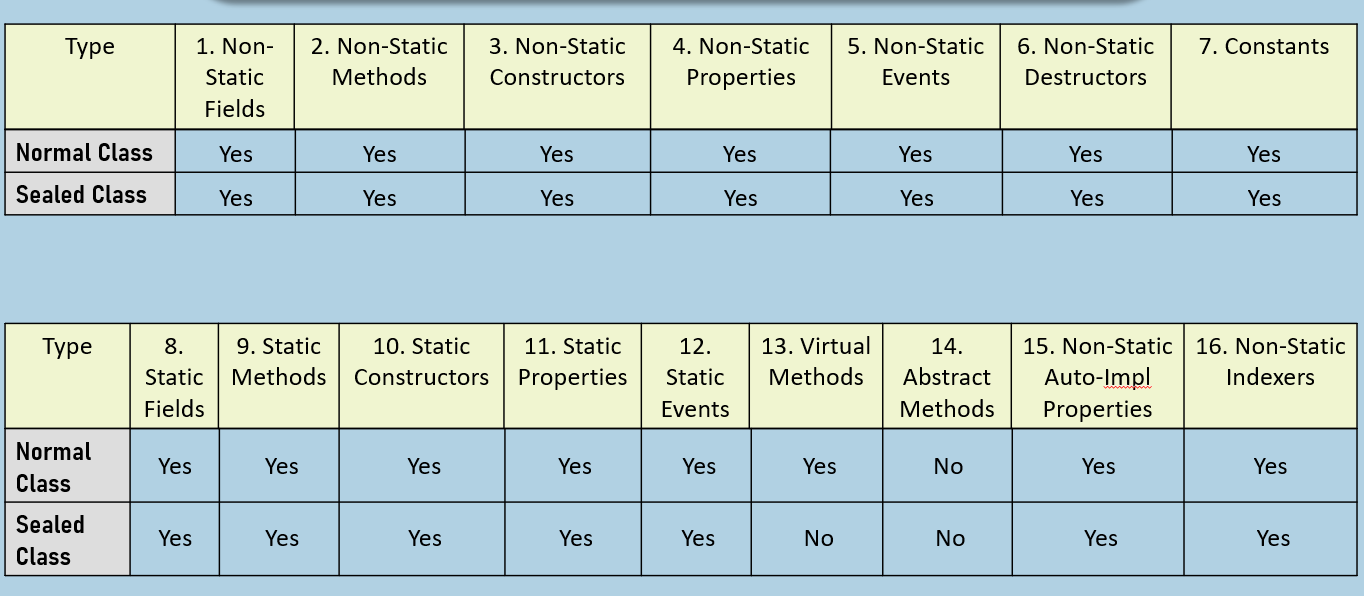 Type 1. Non-Static Fields 2. Non-Static Methods 3. Non-Static Constructors 4. Non-Static Properties 5. Non-Static Events 6. Non-Static Destructors 7. Constants
Normal Class Yes Yes Yes Yes Yes Yes Yes
Sealed Class Yes Yes Yes Yes Yes Yes Yes
Type 8. Static Fields 9. Static Methods 10. Static Constructors 11. Static Properties 12. Static Events 13. Virtual Methods 14. Abstract Methods 15. Non-Static Auto-Impl Properties 16. Non-Static Indexers
Normal Class Yes Yes Yes Yes Yes Yes No Yes Yes
Sealed Class Yes Yes Yes Yes Yes No No Yes Yes